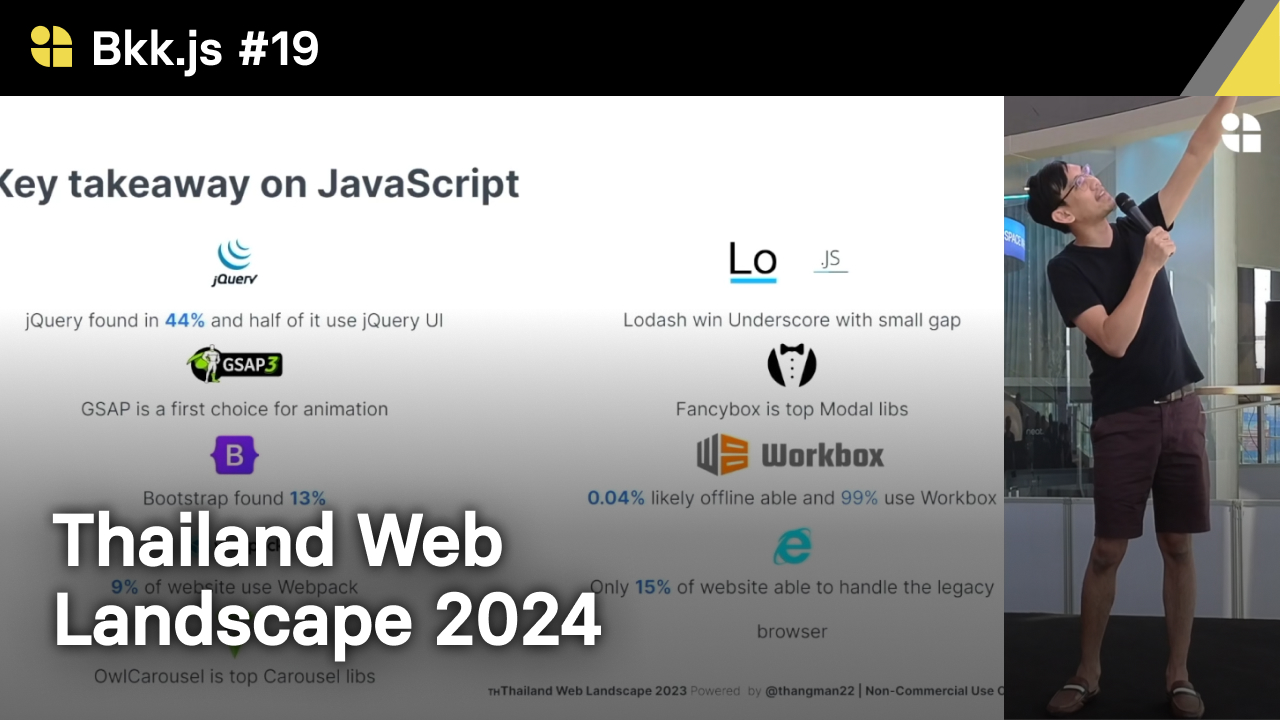 Bkk.js #19
Key takeaway on JavaScript
jQuery
Lo
.JS
jQuery found in 44% and half of it use jQuery UI
Lodash win Underscore with small gap
GSAP3
GSAP is a first choice for animation
Fancybox is top Modal libs
B
Workbox
Bootstrap found 13%
0.04% likely offline able and 99% use Workbox
Thailand Web
9% of website use Webpack
Only 15% of website able to handle the legacy
browser
Landscape 2024
OwlCarousel is top Carousel libs
THThailand Web Landscape 2023 Powered by @thangman22 | Non-Commercial Use